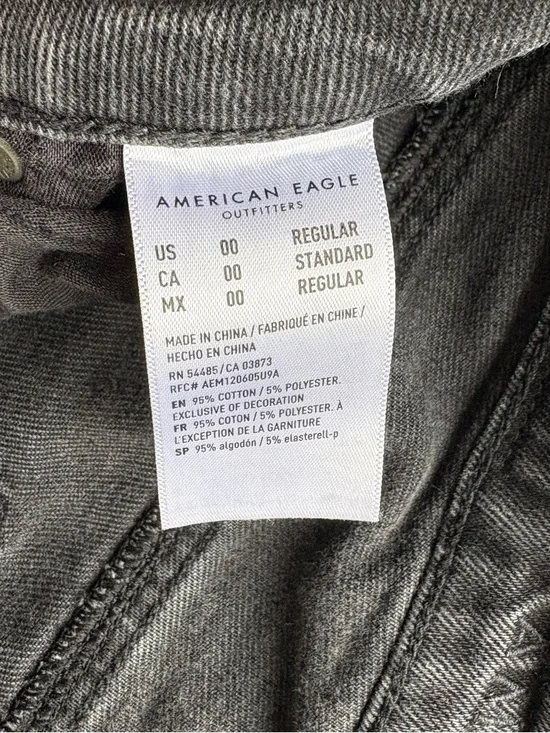 AMERICAN EAGLE
OUTFITTERS
US 00 REGULAR
CA 00 STANDARD
MX 00 REGULAR
MADE IN CHINA / FABRIQUÉ EN CHINE /
HECHO EN CHINA
RN 54485 / CA 03873
RFC# AEM120605U9A
EN 95% COTTON / 5% POLYESTER.
EXCLUSIVE OF DECORATION
FR 95% COTON / 5% POLYESTER. À
L'EXCEPTION DE LA GARNITURE
SP 95% algodón / 5% elasterell-p